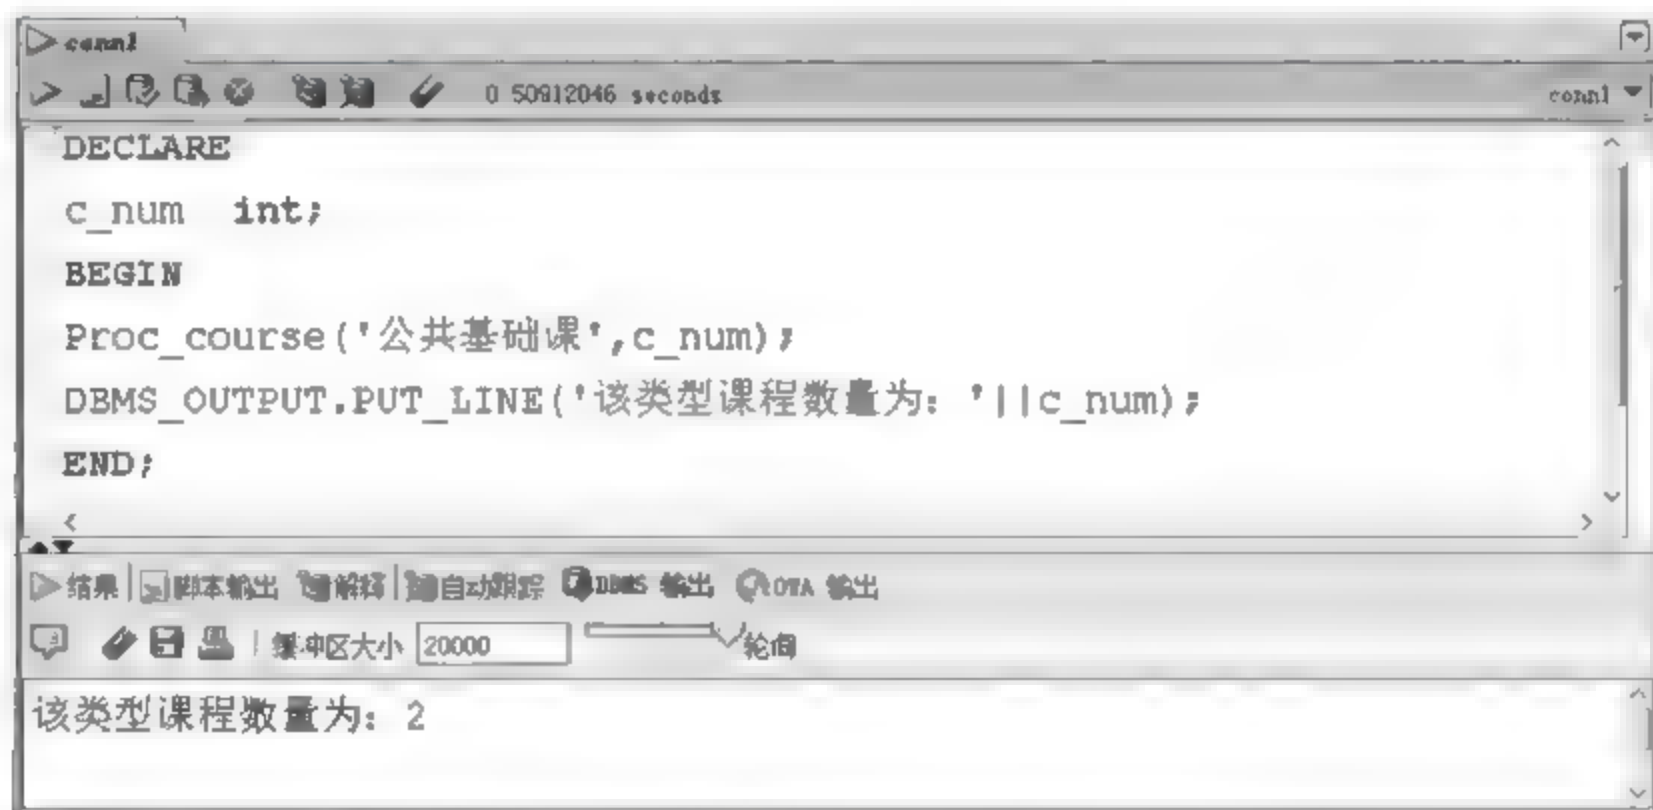 conn1
0 50912046 seconds conn1
DECLARE
c_num int;
BEGIN
Proc_course('公共基础课',c_num);
DBMS_OUTPUT.PUT_LINE('该类型课程数量为: '||c_num);
END;
结果 脚本输出 解释 自动跟踪 DBMS 输出 OWA 输出
缓冲区大小 20000 轮询
该类型课程数量为: 2